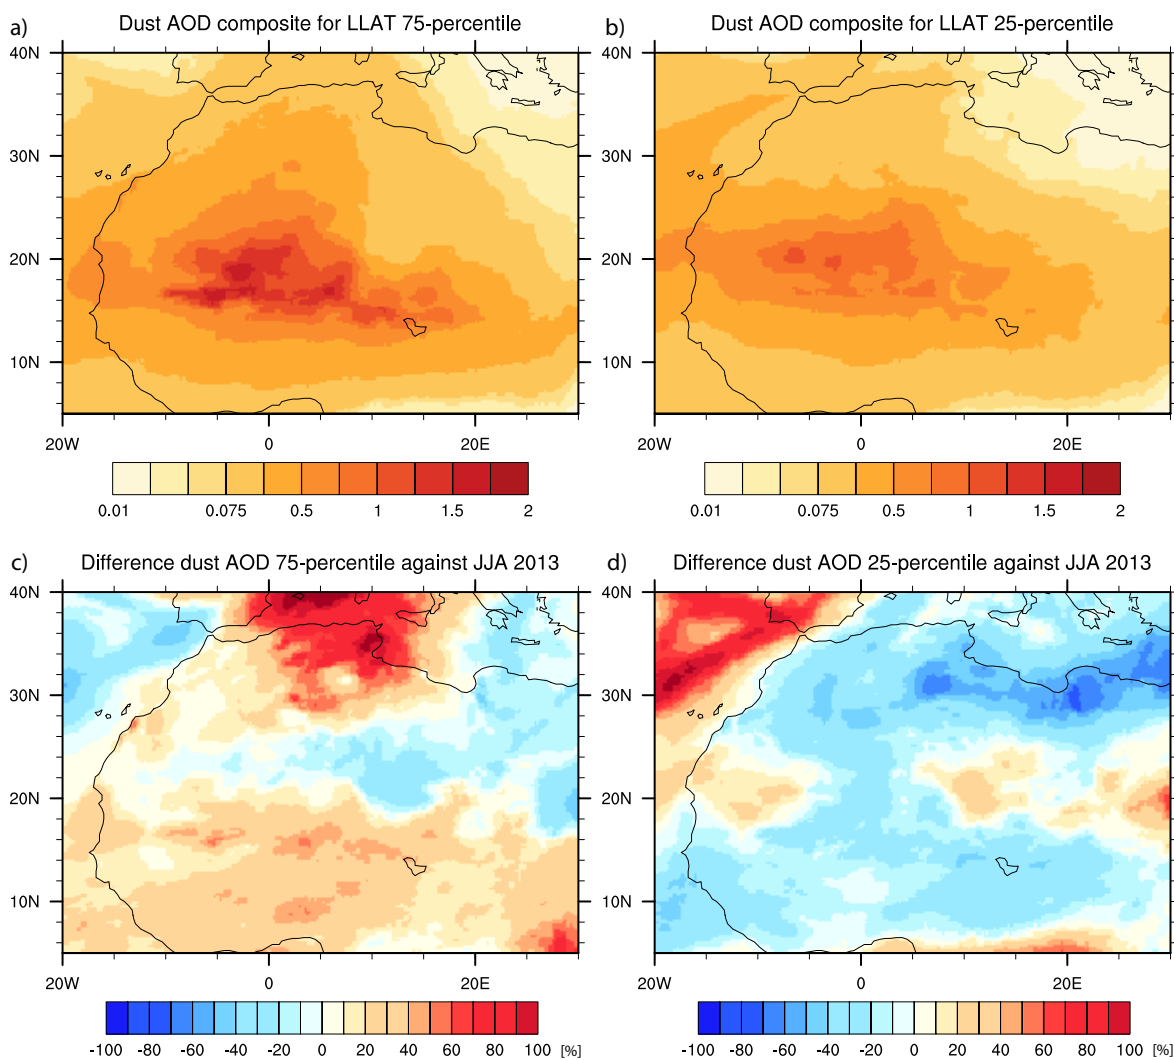 a) Dust AOD composite for LLAT 75-percentile
40N
30N
20N
10N
20W 0 20E
0.01 0.075 0.5 1 1.5 2
b) Dust AOD composite for LLAT 25-percentile
40N
30N
20N
10N
20W 0 20E
0.01 0.075 0.5 1 1.5 2
c) Difference dust AOD 75-percentile against JJA 2013
40N
30N
20N
10N
20W 0 20E
-100 -80 -60 -40 -20 0 20 40 60 80 100 [%]
d) Difference dust AOD 25-percentile against JJA 2013
40N
30N
20N
10N
20W 0 20E
-100 -80 -60 -40 -20 0 20 40 60 80 100 [%]